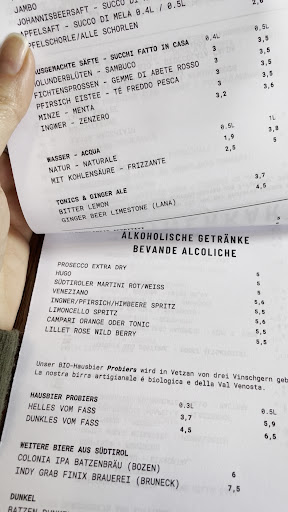 JAMBO
JOHANNISBEERSAFT - SUCCO DI
APFELSAFT - SUCCO DI MELA 0.4L / 0.5L 2,6
APFELSCHORLE/ALLE SCHORLEN
HAUSGEMACHTE SÄFTE - SUCCHI FATTO IN CASA 0,4L 0,5L
HOLUNDERBLÜTEN - SAMBUCO 3 3,5
FICHTENSPROSSEN - GEMME DI ABETE ROSSO 3 3,5
PFIRSICH EISTEE - TÉ FREDDO PESCA 3,2 3,6
MINZE - MENTA 3 3,5
INGWER - ZENZERO
WASSER - ACQUA 0.5L 1L
NATUR - NATURALE 1,9 3,8
MIT KOHLENSÄURE - FRIZZANTE 2,5 5
TONICS & GINGER ALE
BITTER LEMON 3,7
GINGER BEER LIMESTONE (LANA) 4,5
ALKOHOLISCHE GETRÄNKE
BEVANDE ALCOLICHE
PROSECCO EXTRA DRY 5
HUGO 5
SÜDTIROLER MARTINI ROT/WEISS 5
VENEZIANO 5
INGWER/PFIRSICH/HIMBEERE SPRITZ 5,6
LIMONCELLO SPRITZ 5,5
CAMPARI ORANGE ODER TONIC 5,5
LILLET ROSE WILD BERRY 5,5
Unser BIO-Hausbier Probiers wird in Vetzan von drei Vinschgern geb
La nostra birra artigianale é biologica e della Val Venosta.
HAUSBIER PROBIERS 0.3L 0.5L
HELLES VOM FASS 3,7 5,9
DUNKLES VOM FASS 4,5 6,5
WEITERE BIERE AUS SÜDTIROL
COLONIA IPA BATZENBRÄU (BOZEN) 6
INDY GRAB FINIX BRAUEREI (BRUNECK) 7,5
DUNKEL